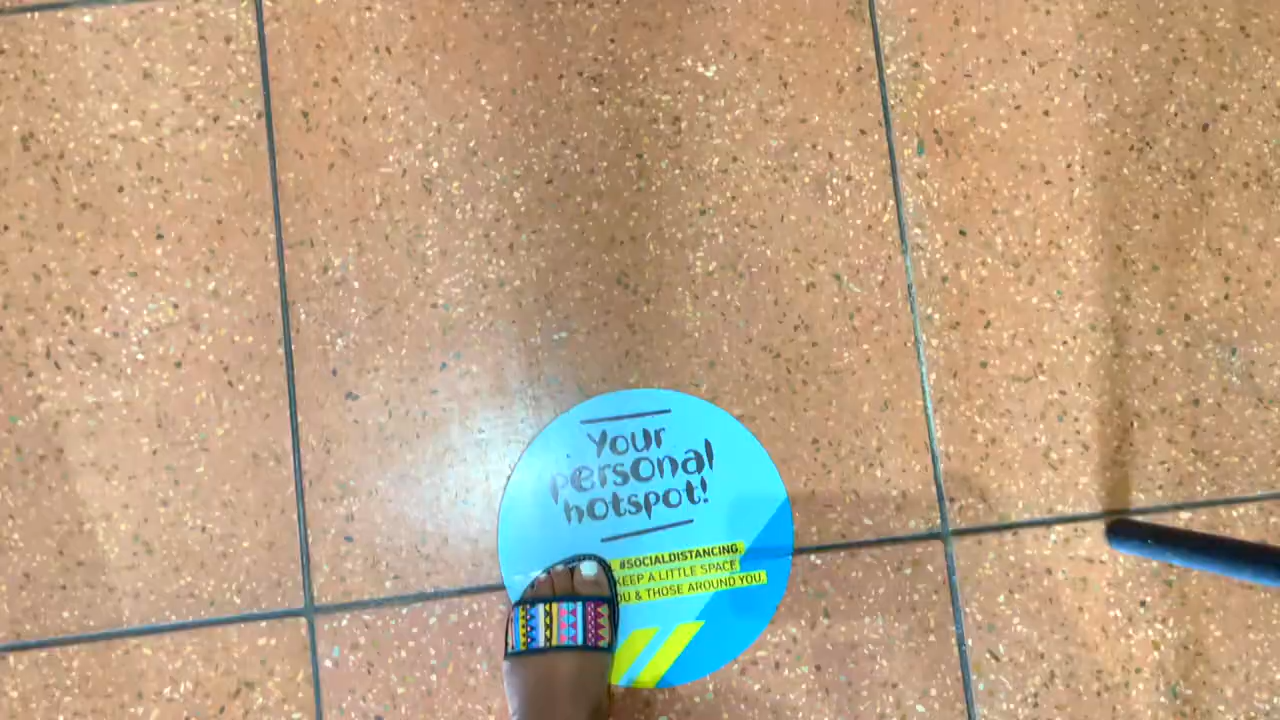 Your
personal
hotspot!
#SOCIALDISTANCING.
KEEP A LITTLE SPACE
& THOSE AROUND YOU.